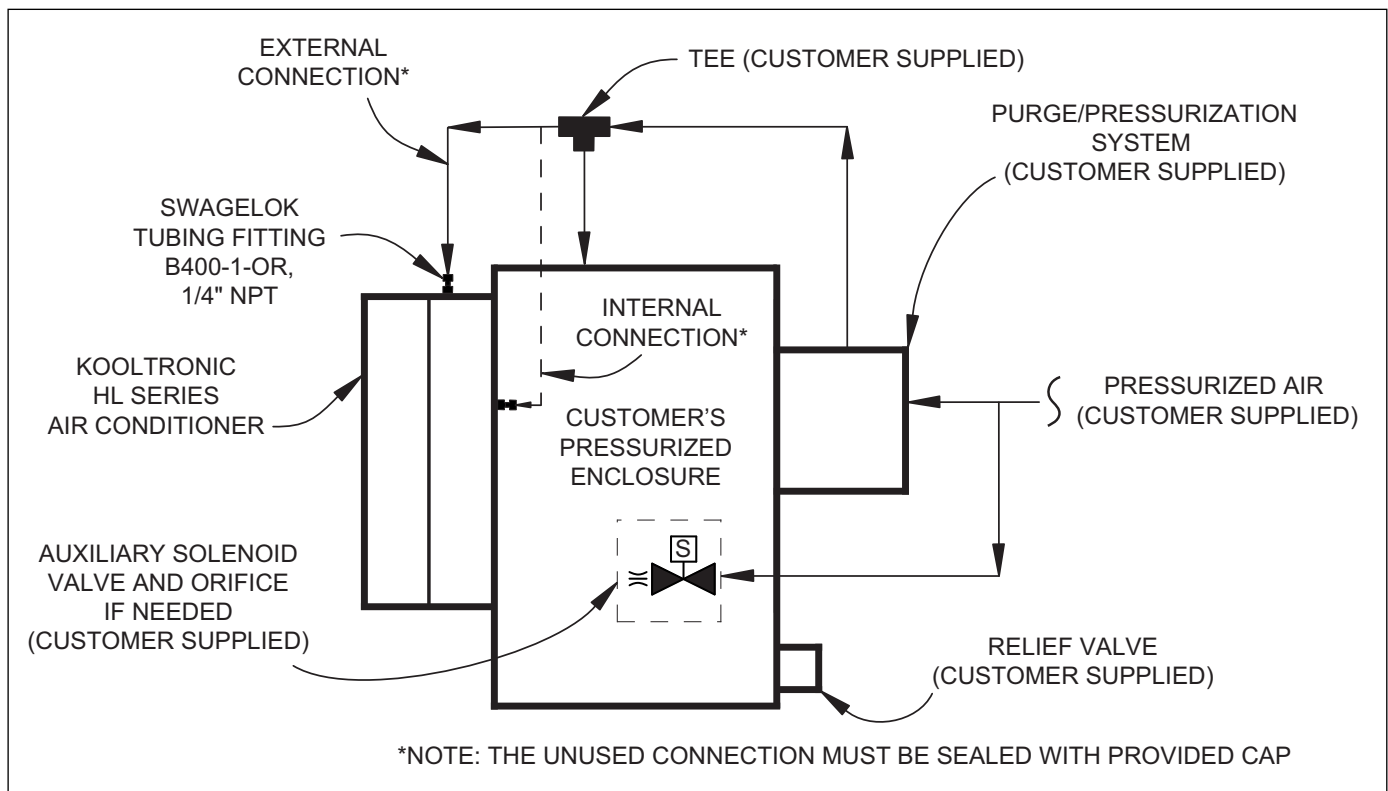 EXTERNAL
CONNECTION*
TEE (CUSTOMER SUPPLIED)
PURGE/PRESSURIZATION
SYSTEM
(CUSTOMER SUPPLIED)
SWAGELOK
TUBING FITTING
B400-1-OR,
1/4" NPT
INTERNAL
CONNECTION*
KOOLTRONIC
HL SERIES
AIR CONDITIONER
PRESSURIZED AIR
(CUSTOMER SUPPLIED)
CUSTOMER'S
PRESSURIZED
ENCLOSURE
S
AUXILIARY SOLENOID
VALVE AND ORIFICE
IF NEEDED
(CUSTOMER SUPPLIED)
RELIEF VALVE
(CUSTOMER SUPPLIED)
*NOTE: THE UNUSED CONNECTION MUST BE SEALED WITH PROVIDED CAP